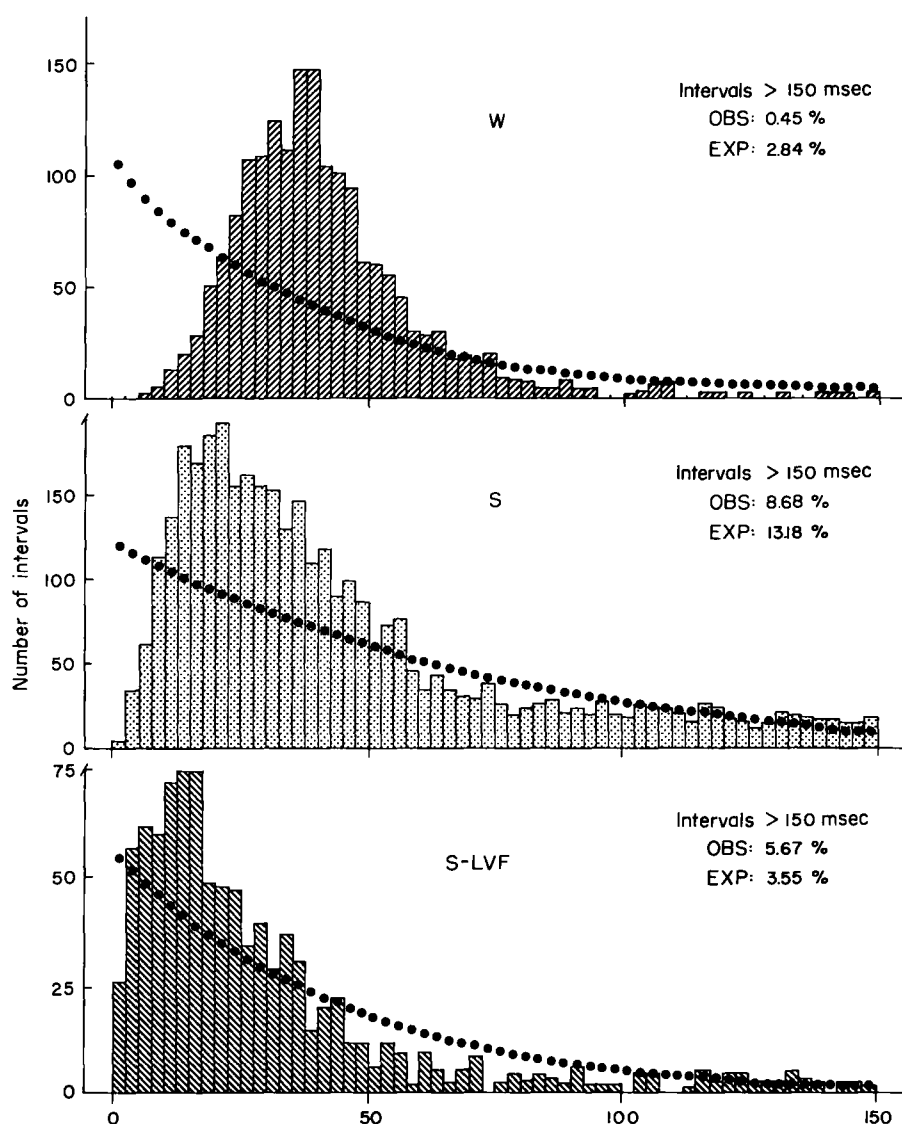 150
100
50
0
W
Intervals > 150 msec
OBS: 0.45 %
EXP: 2.84 %
Number of intervals
150
100
50
0
S
Intervals > 150 msec
OBS: 8.68 %
EXP: 13.18 %
75
50
25
0
S-LVF
Intervals > 150 msec
OBS: 5.67 %
EXP: 3.55 %
0
50
100
150